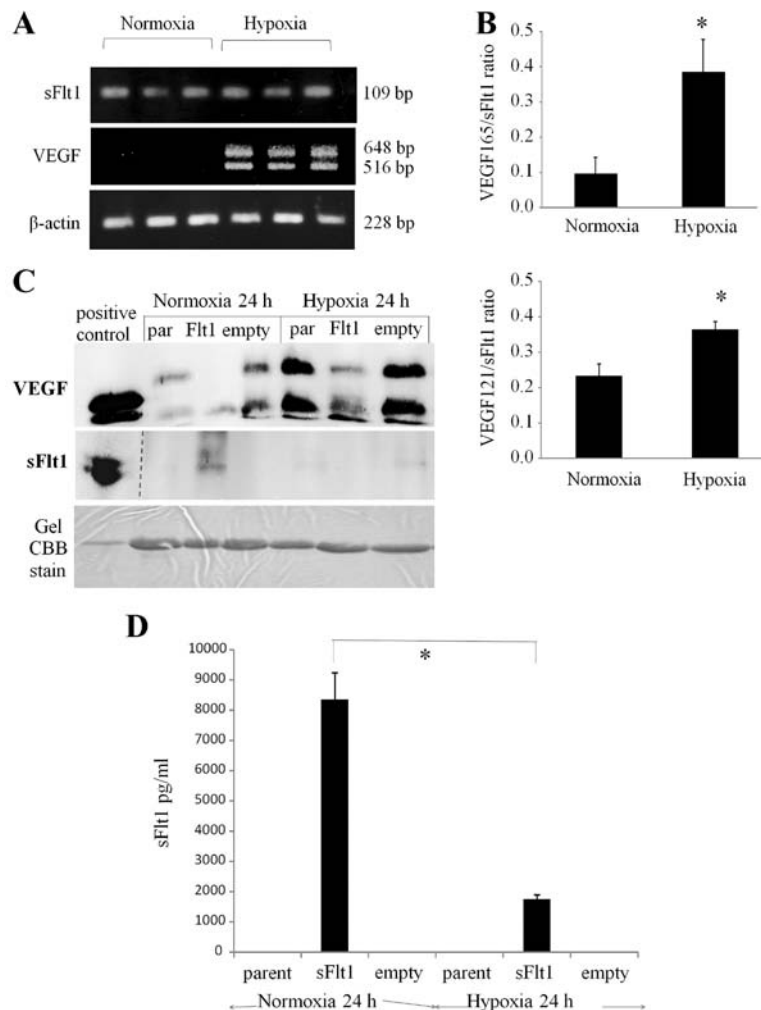 A
Normoxia Hypoxia
sFlt1 109 bp
VEGF 648 bp
516 bp
β-actin 228 bp
B
*
VEGF165/sFlt1 ratio
0.5
0.4
0.3
0.2
0.1
0.0
Normoxia Hypoxia
*
VEGF121/sFlt1 ratio
0.5
0.4
0.3
0.2
0.1
0.0
Normoxia Hypoxia
C
positive control
Normoxia 24 h Hypoxia 24 h
par Flt1 empty par Flt1 empty
VEGF
sFlt1
Gel
CBB
stain
D
*
sFlt1 pg/ml
10000
9000
8000
7000
6000
5000
4000
3000
2000
1000
0
parent sFlt1 empty parent sFlt1 empty
Normoxia 24 h Hypoxia 24 h